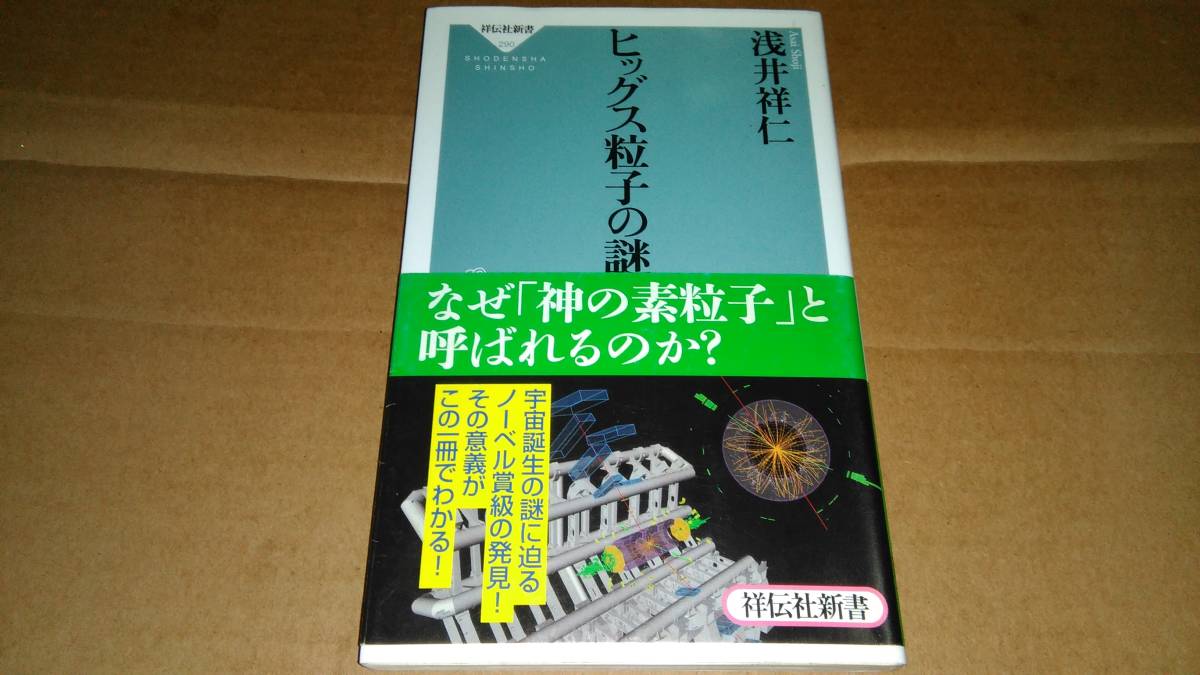 祥伝社新書
290
SHODENSHA
SHINSHO
浅井祥仁
Asai Shoji
ヒッグス粒子の謎
なぜ「神の素粒子」と
呼ばれるのか?
宇宙誕生の謎に迫る
ノーベル賞級の発見!
その意義が
この一冊でわかる!
祥伝社新書